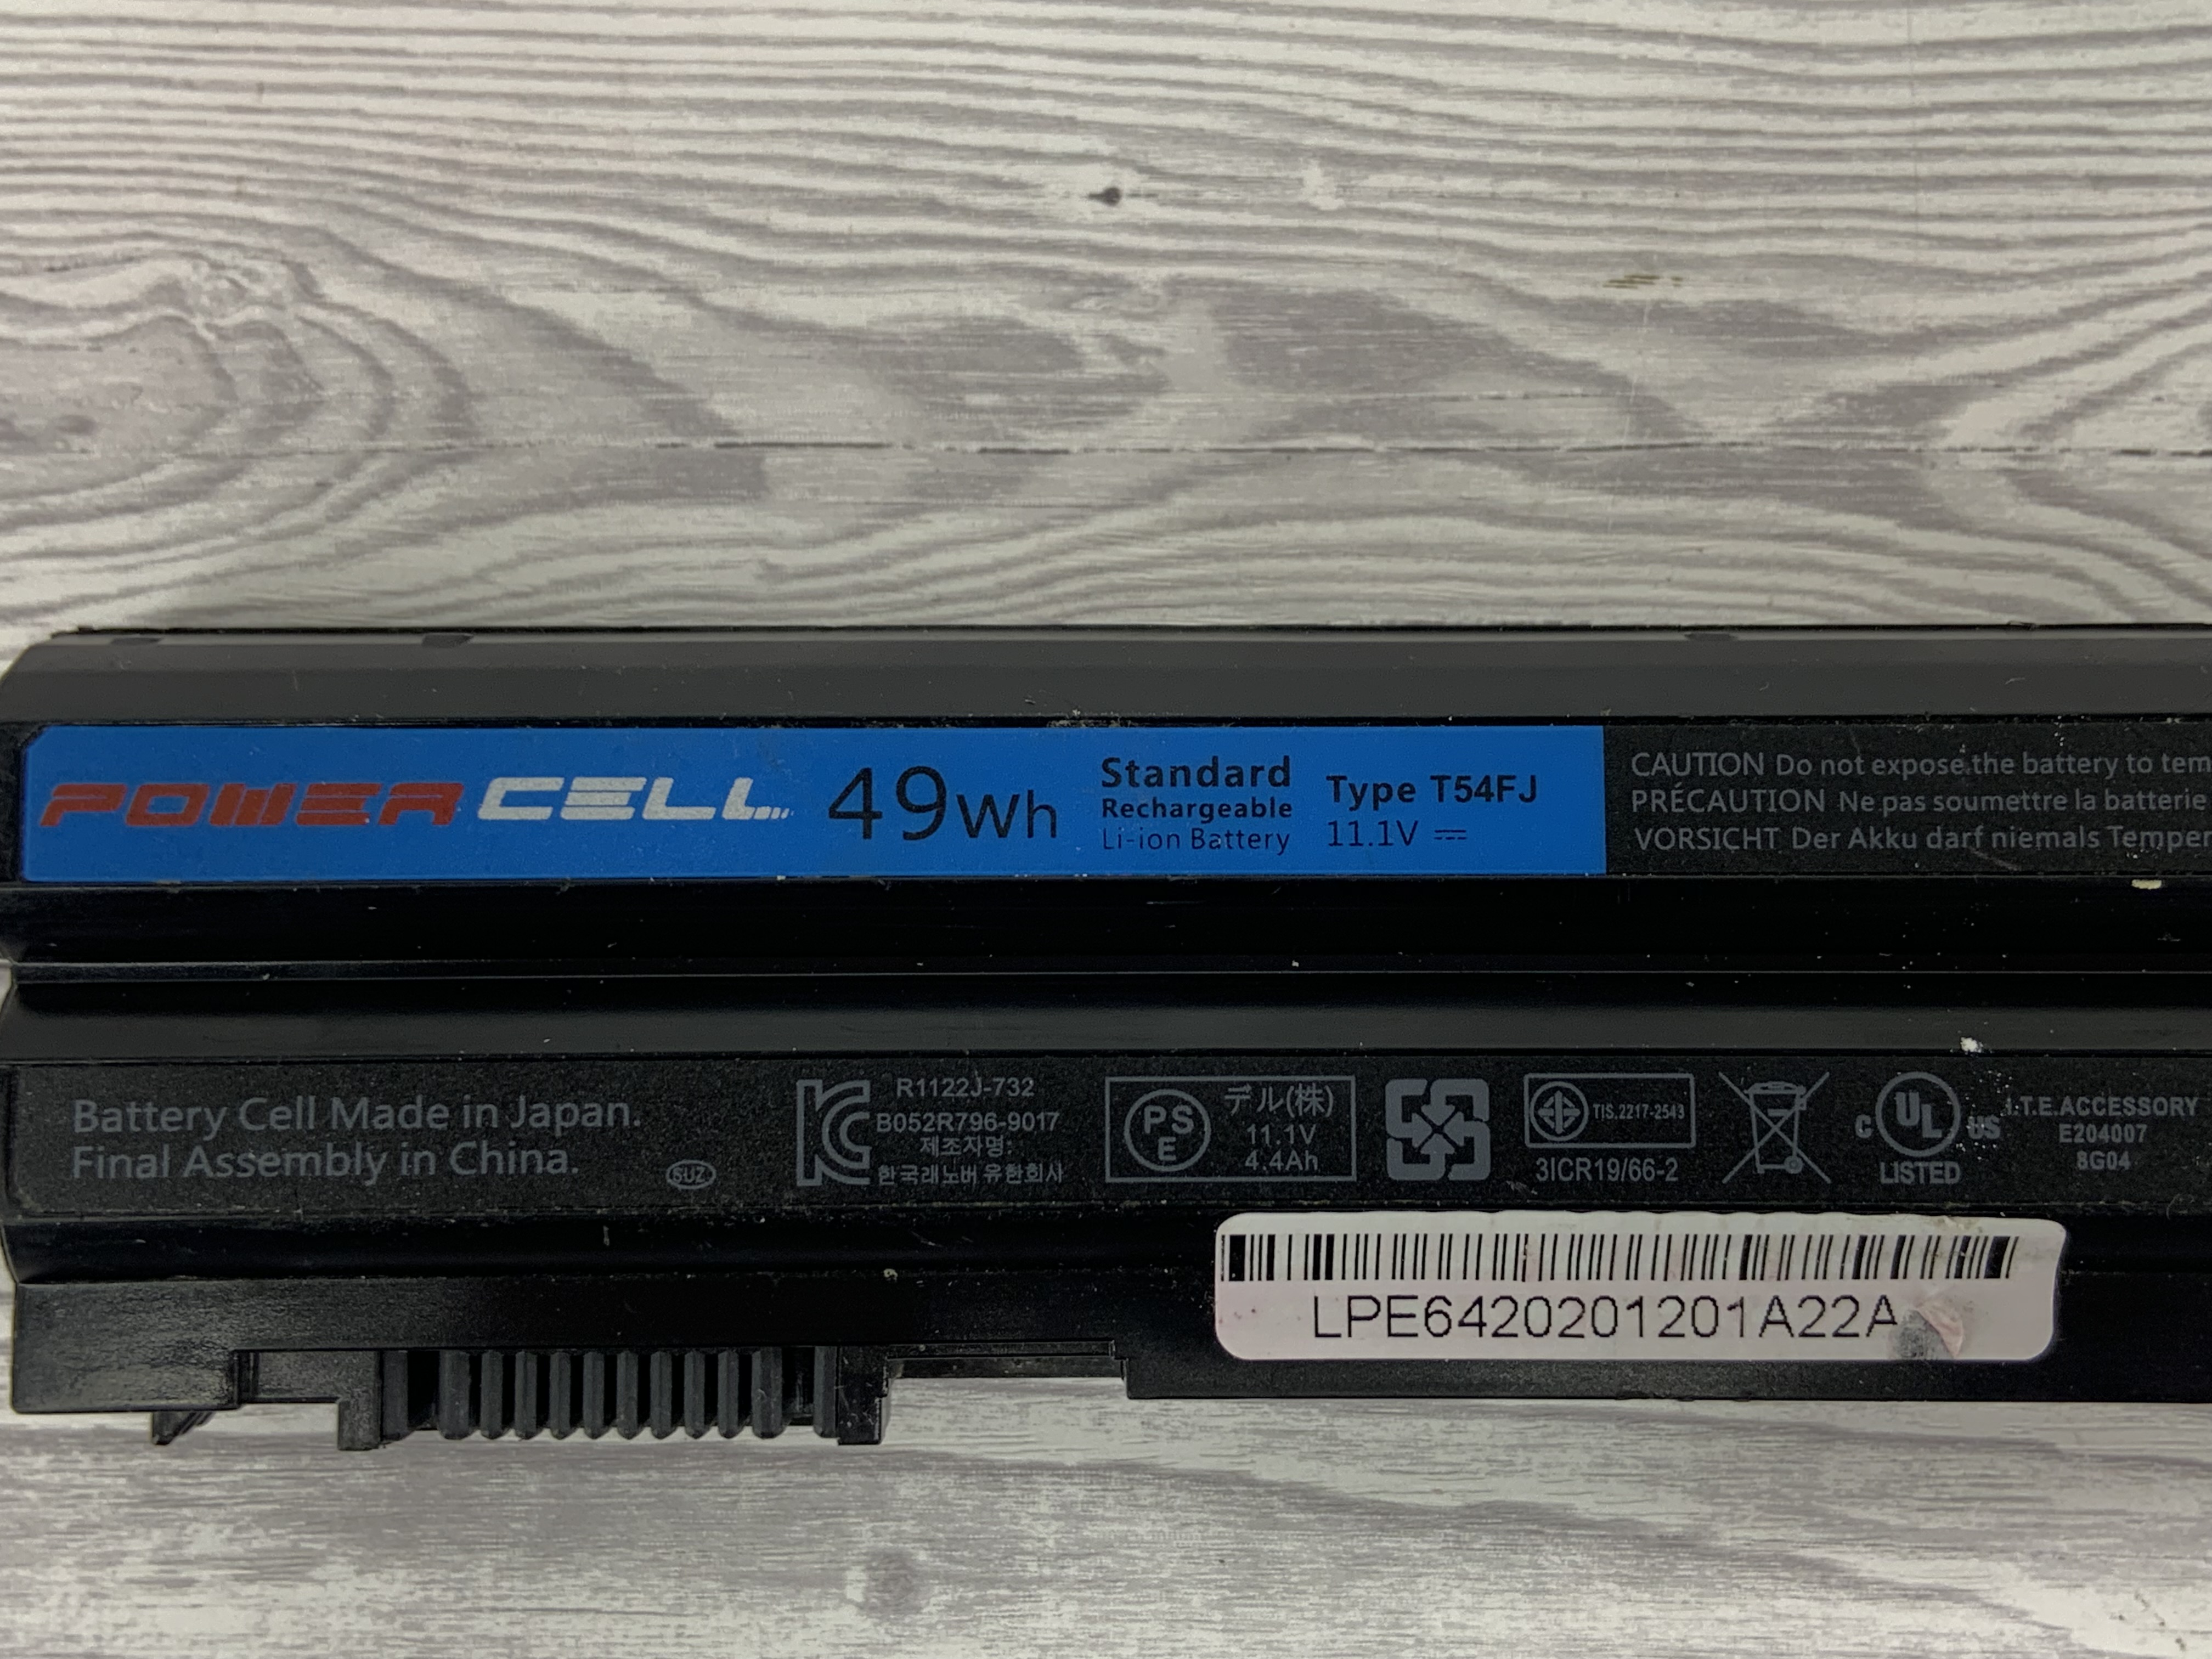 POWER CELL
49Wh
Standard
Rechargeable
Li-ion Battery
Type T54FJ
11.1V
CAUTION Do not expose the battery to tem
PRÉCAUTION Ne pas soumettre la batterie
VORSICHT Der Akku darf niemals Temper
Battery Cell Made in Japan.
Final Assembly in China.
SUZ
R1122J-732
B052R796-9017
제조자명:
한국래노버 유한회사
PS
E
デル(株)
11.1V
4.4Ah
TIS.2217-2543
3ICR19/66-2
c UL US
LISTED
I.T.E.ACCESSORY
E204007
8G04
LPE6420201201A22A